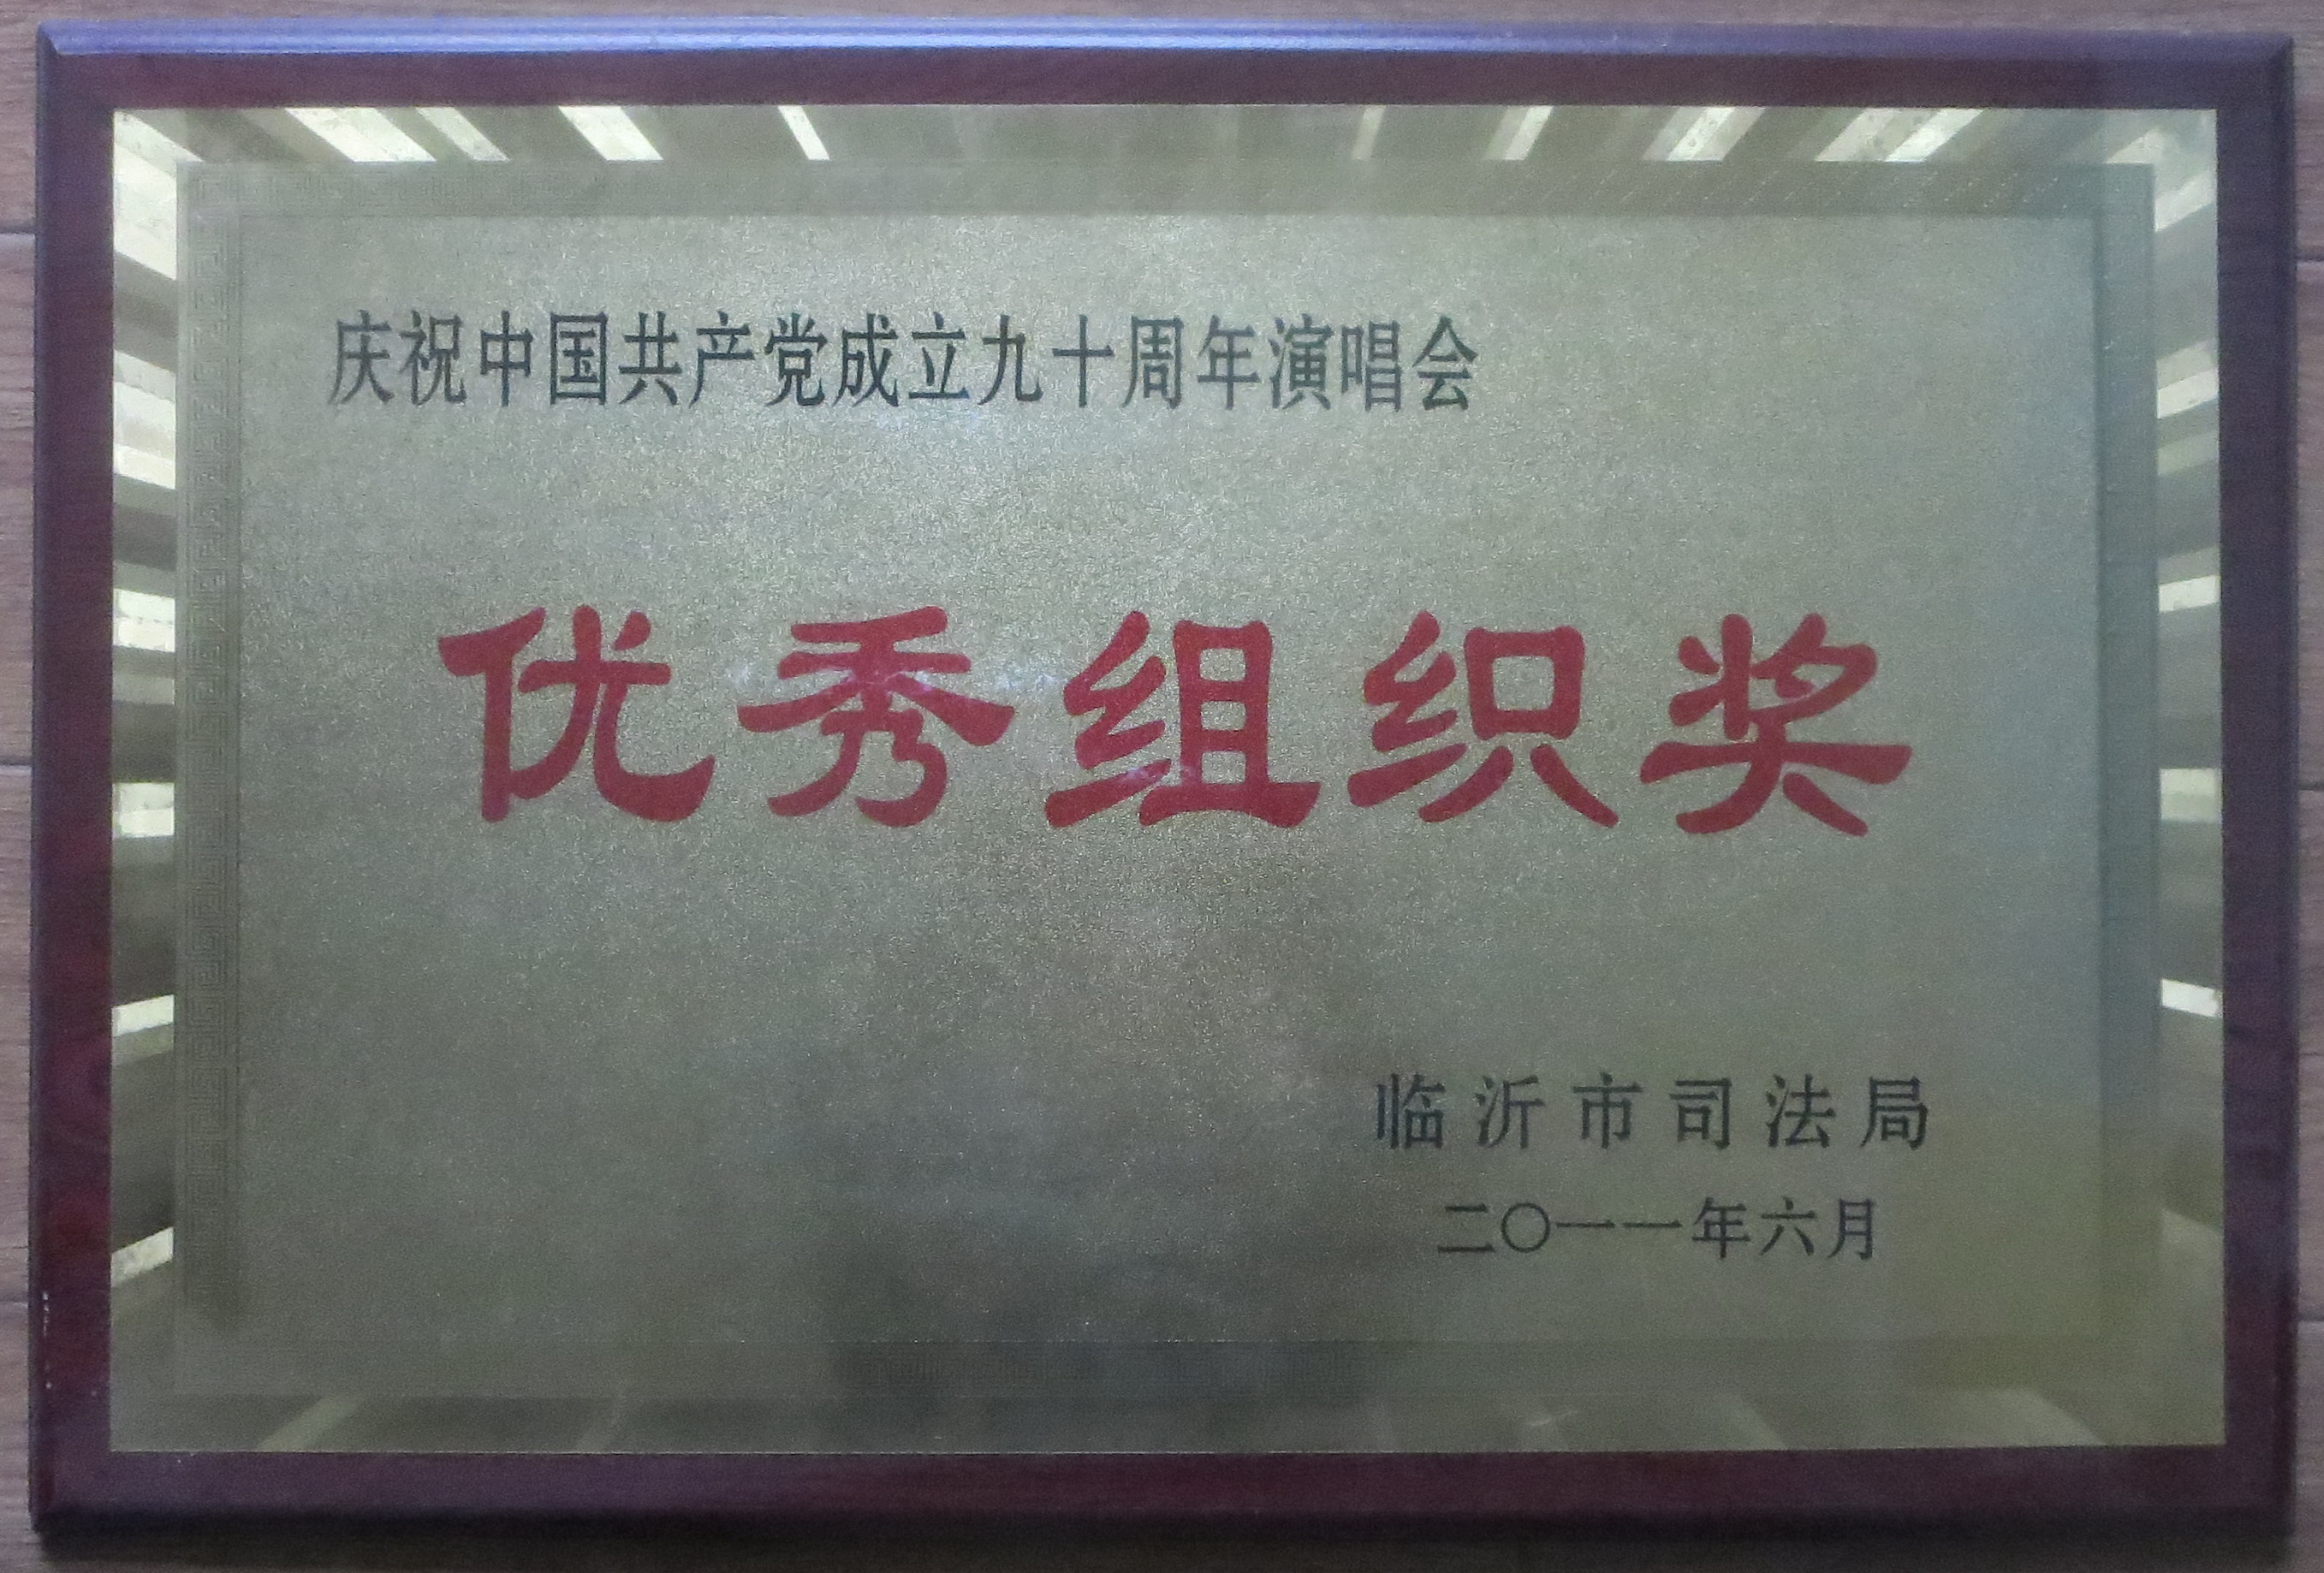 庆祝中国共产党成立九十周年演唱会
优秀组织奖
临沂市司法局
二〇一一年六月